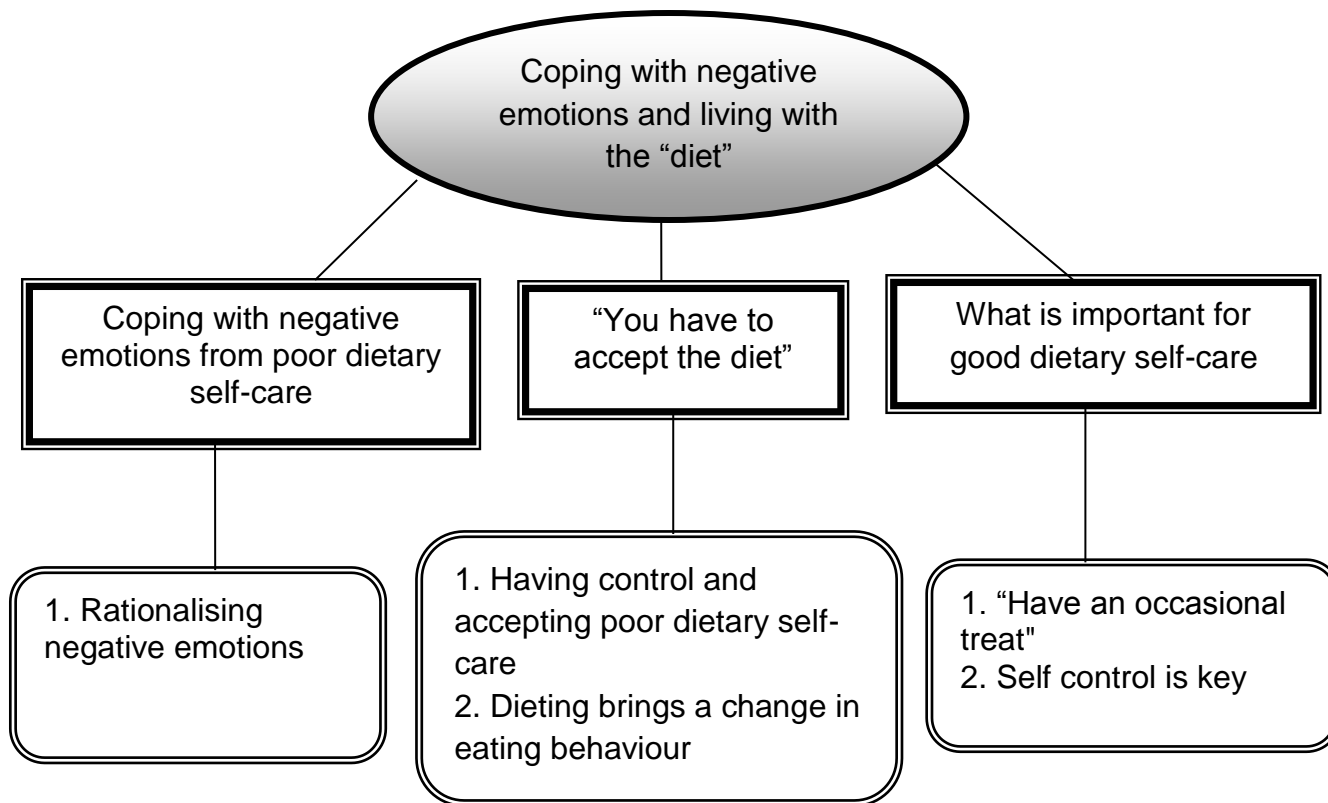 Coping with negative
emotions and living with
the “diet”
Coping with negative
emotions from poor dietary
self-care
“You have to
accept the diet”
What is important for
good dietary self-care
1. Rationalising
negative emotions
1. Having control and
accepting poor dietary self-
care
2. Dieting brings a change in
eating behaviour
1. “Have an occasional
treat"
2. Self control is key